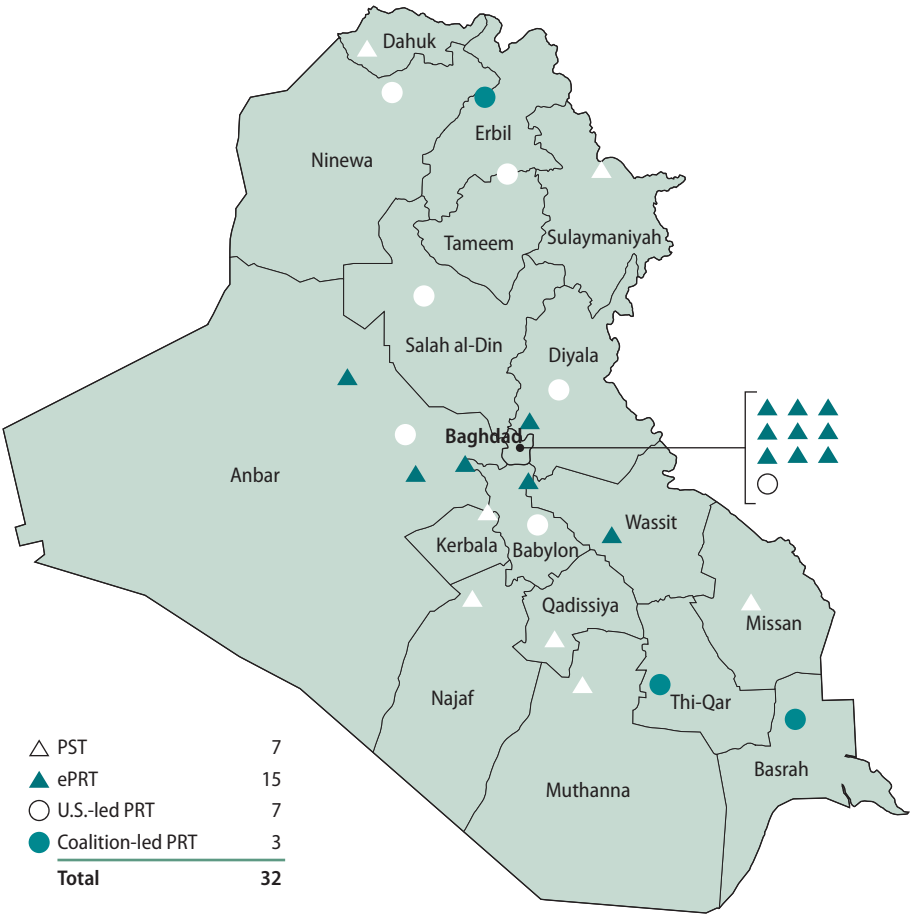 Dahuk
Erbil
Ninewa
Tameem
Sulaymaniyah
Salah al-Din
Diyala
Baghdad
Anbar
Wassit
Kerbala
Babylon
Qadissiya
Missan
Najaf
Thi-Qar
Basrah
Muthanna
PST 7
ePRT 15
U.S.-led PRT 7
Coalition-led PRT 3
Total 32